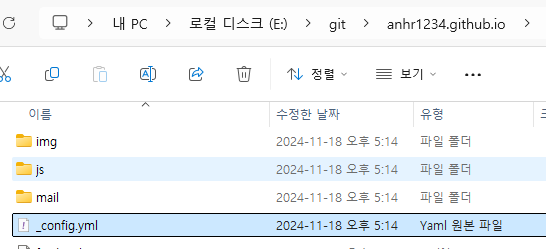 내 PC > 로컬 디스크 (E:) > git > anhr1234.github.io >
정렬 보기
이름 수정한 날짜 유형
img 2024-11-18 오후 5:14 파일 폴더
js 2024-11-18 오후 5:14 파일 폴더
mail 2024-11-18 오후 5:14 파일 폴더
_config.yml 2024-11-18 오후 5:14 Yaml 원본 파일